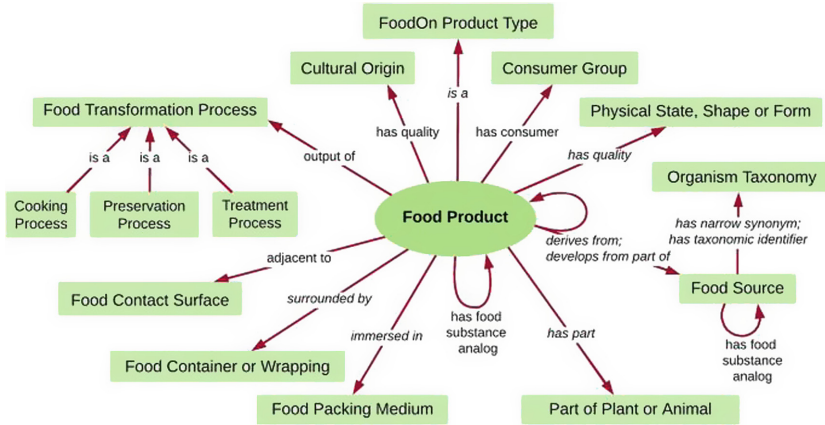 FoodOn Product Type
Cultural Origin
Consumer Group
Food Transformation Process
Physical State, Shape or Form
is a
has quality
has consumer
has quality
output of
is a
is a
is a
Organism Taxonomy
Cooking
Process
Preservation
Process
Treatment
Process
Food Product
has narrow synonym;
has taxonomic identifier
derives from;
develops from part of
adjacent to
Food Contact Surface
Food Source
surrounded by
immersed in
has food
substance
analog
has part
has food
substance
analog
Food Container or Wrapping
Food Packing Medium
Part of Plant or Animal